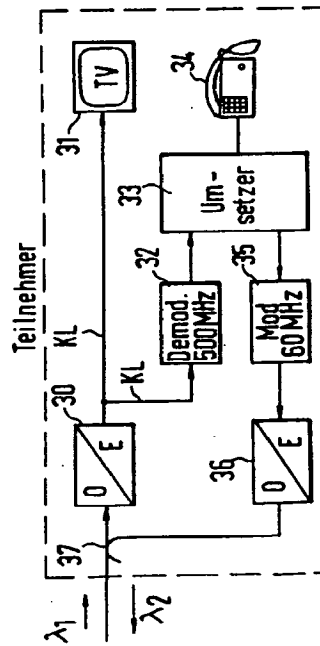 Teilnehmer
λ₁
λ₂
37
30
O
E
KL
KL
31
TV
32
Demod.
500MHz
33
Um-
setzer
34
35
Mod
60MHz
36
O
E